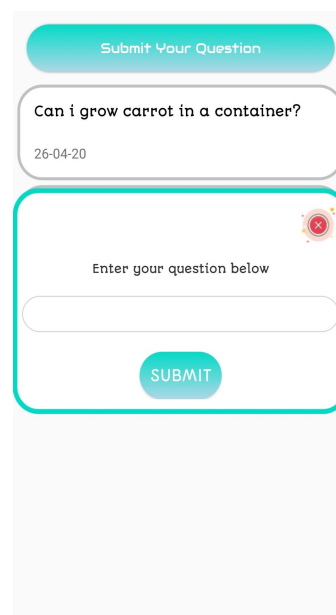 Submit Your Question
Can i grow carrot in a container?
26-04-20
Enter your question below
SUBMIT